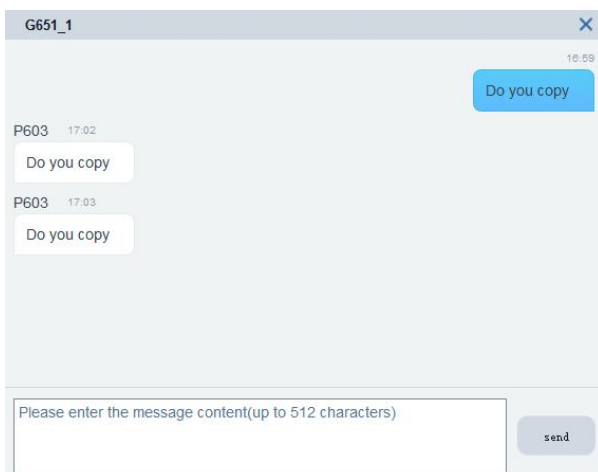 G651_1
16:59
Do you copy
P603 17:02
Do you copy
P603 17:03
Do you copy
Please enter the message content(up to 512 characters)
send